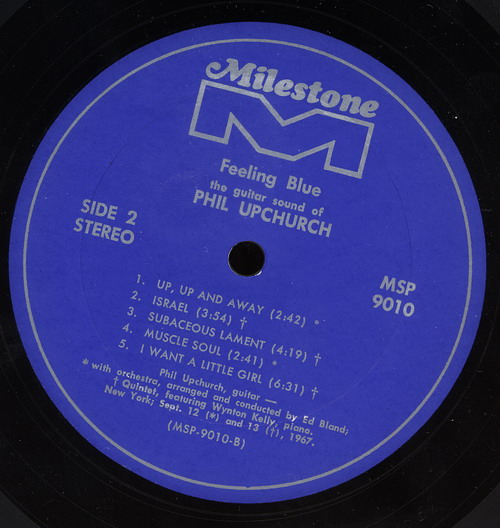 Milestone
Feeling Blue
the guitar sound of
PHIL UPCHURCH
SIDE 2
STEREO
MSP
9010
1. UP, UP AND AWAY (2:42) *
2. ISRAEL (3:54) †
3. SUBACEOUS LAMENT (4:19) †
4. MUSCLE SOUL (2:41) *
5. I WANT A LITTLE GIRL (6:31) †
Phil Upchurch, guitar —
* with orchestra, arranged and conducted by Ed Bland;
† Quintet, featuring Wynton Kelly, piano.
New York; Sept. 12 (*) and 13 (†), 1967.
(MSP-9010-B)